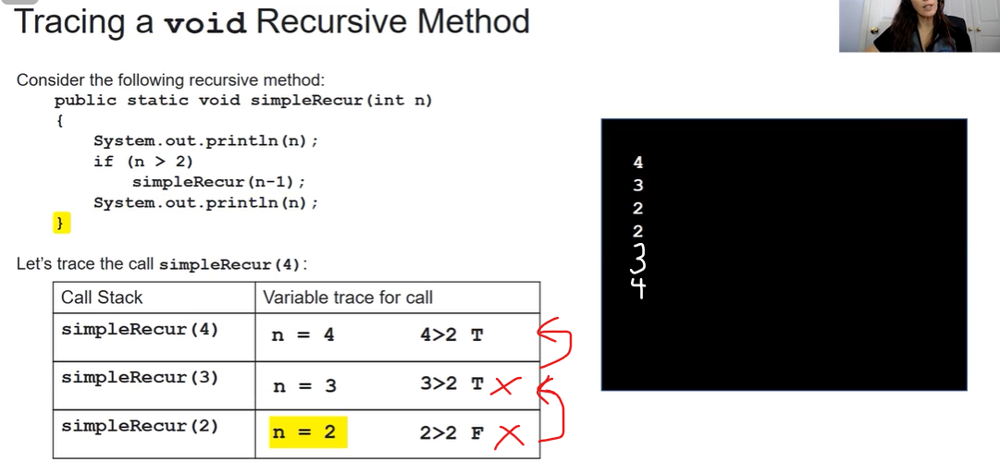 Tracing a void Recursive Method
Consider the following recursive method:
public static void simpleRecur(int n)
{
System.out.println(n);
if (n > 2)
simpleRecur(n-1);
System.out.println(n);
}
Let's trace the call simpleRecur(4):
Call Stack Variable trace for call
simpleRecur(4) n = 4 4>2 T
simpleRecur(3) n = 3 3>2 T X
simpleRecur(2) n = 2 2>2 F X
4
3
2
2
3
4